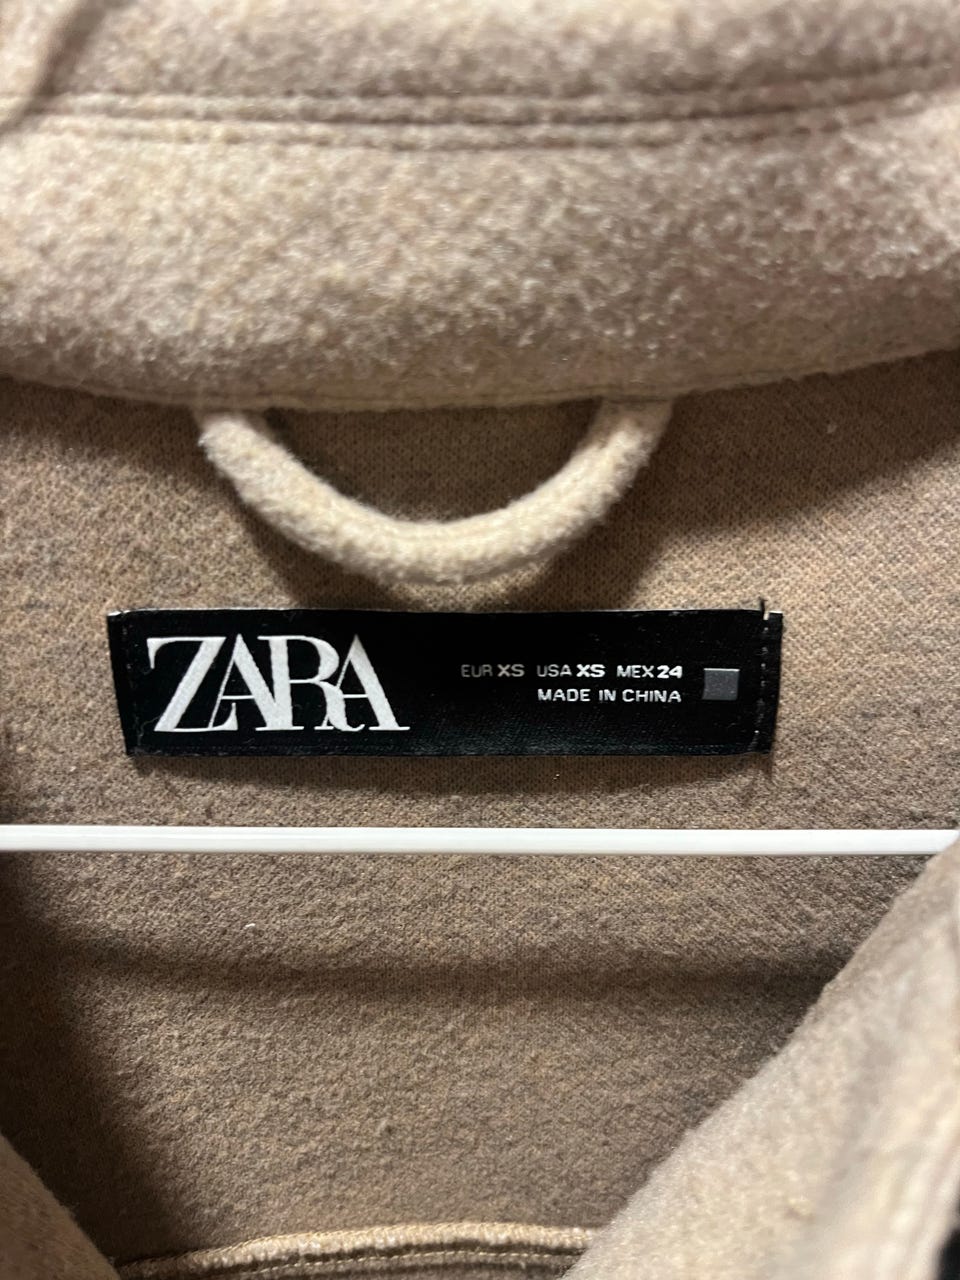 ZARA
EUR XS USA XS MEX 24
MADE IN CHINA